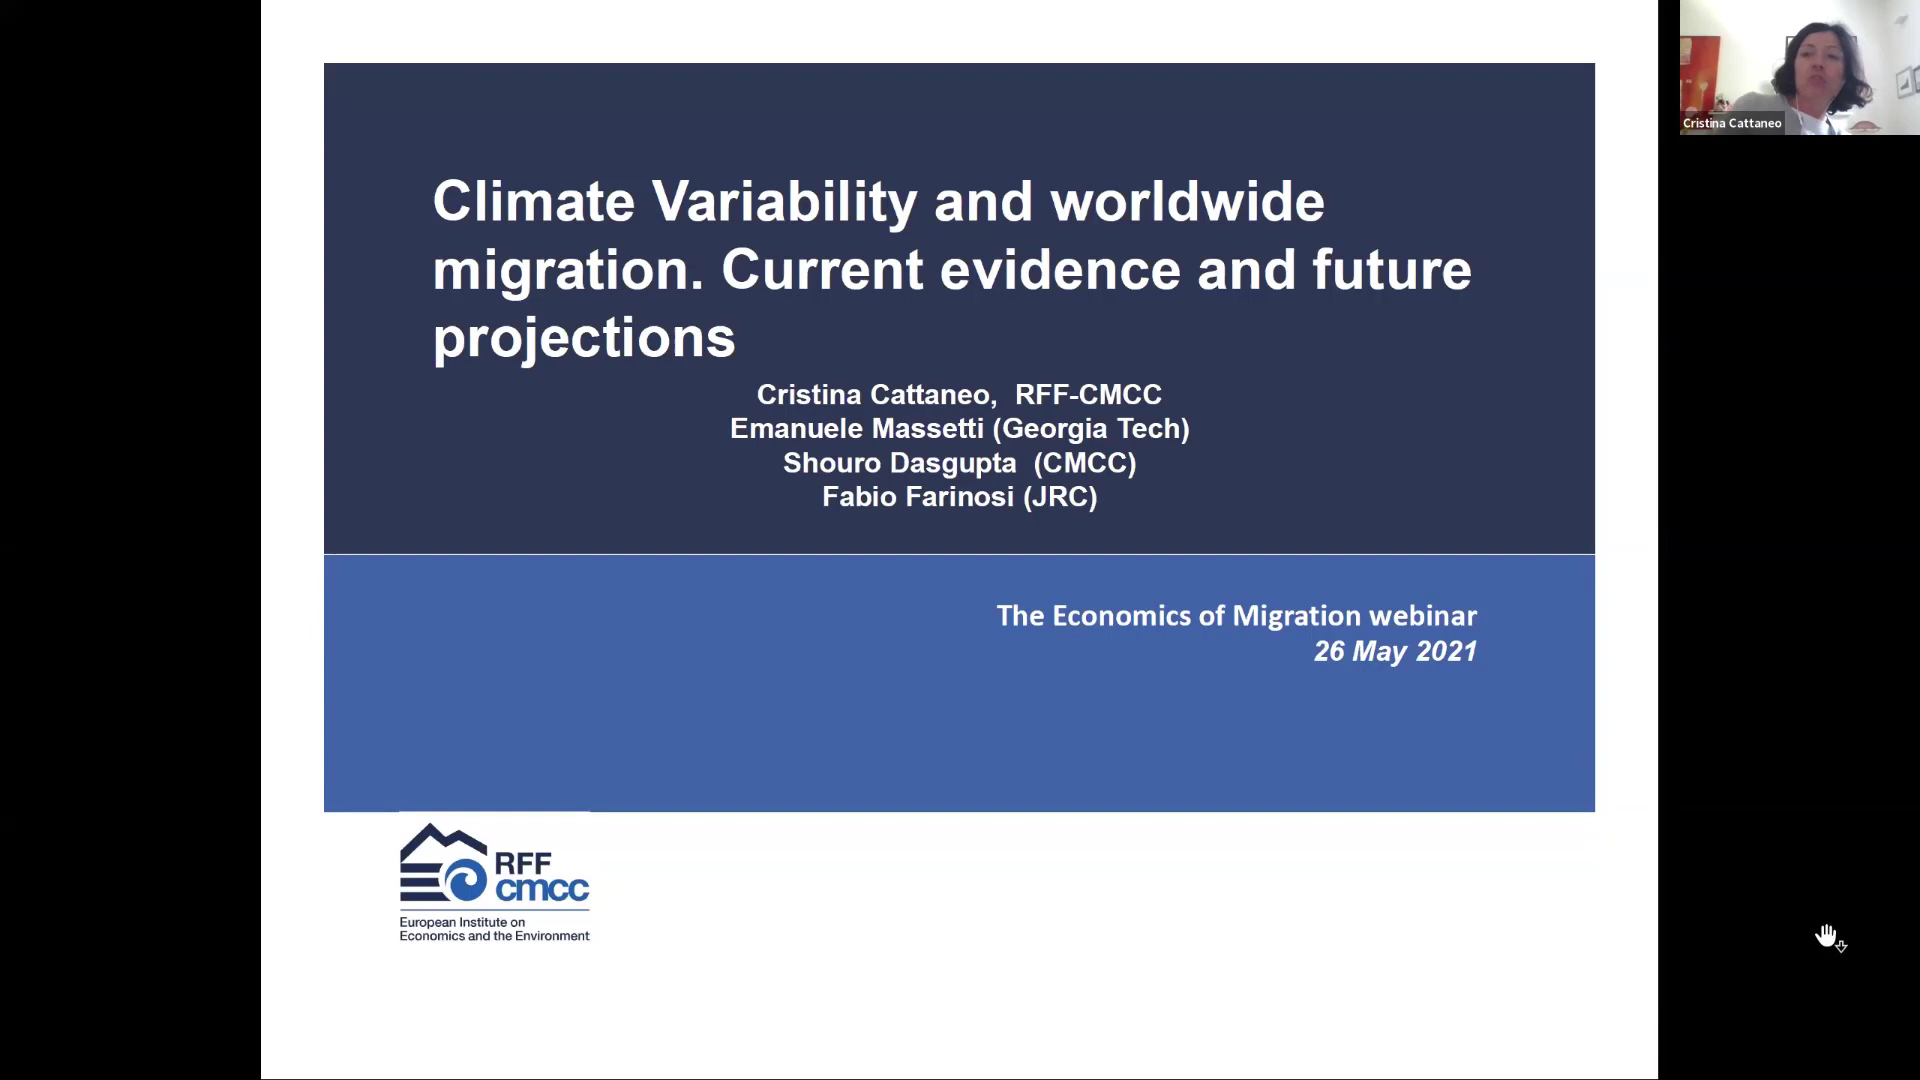 Climate Variability and worldwide
migration. Current evidence and future
projections
Cristina Cattaneo, RFF-CMCC
Emanuele Massetti (Georgia Tech)
Shouro Dasgupta (CMCC)
Fabio Farinosi (JRC)
The Economics of Migration webinar
26 May 2021
RFF
cmcc
European Institute on
Economics and the Environment
Cristina Cattaneo